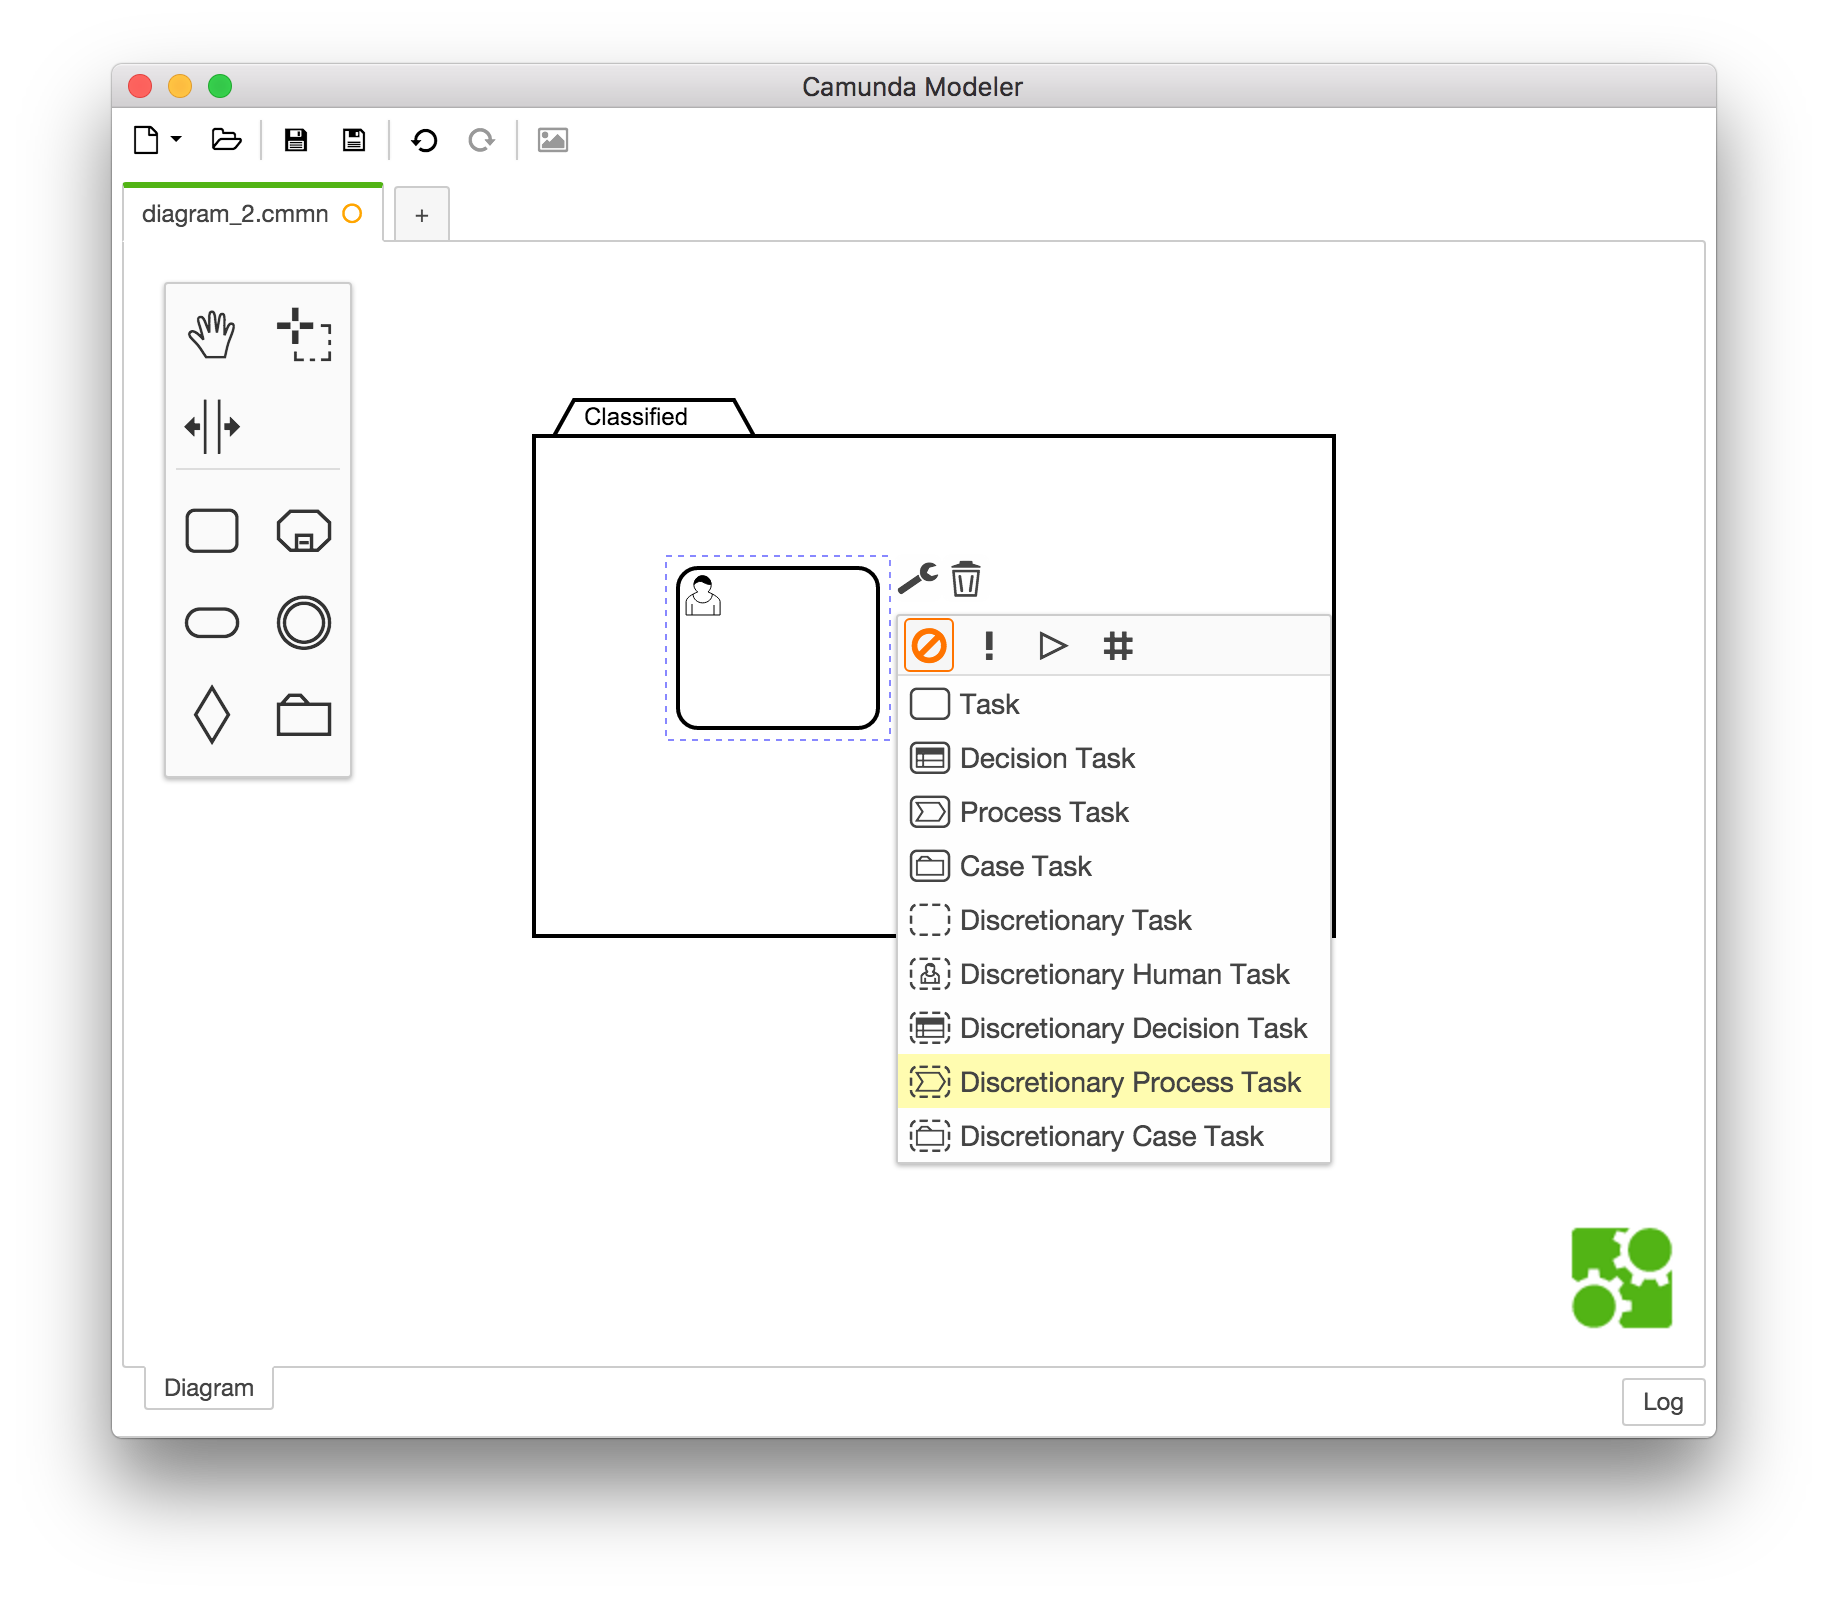 Camunda Modeler
diagram_2.cmmn
+
Classified
!
#
Task
Decision Task
Process Task
Case Task
Discretionary Task
Discretionary Human Task
Discretionary Decision Task
Discretionary Process Task
Discretionary Case Task
Diagram
Log